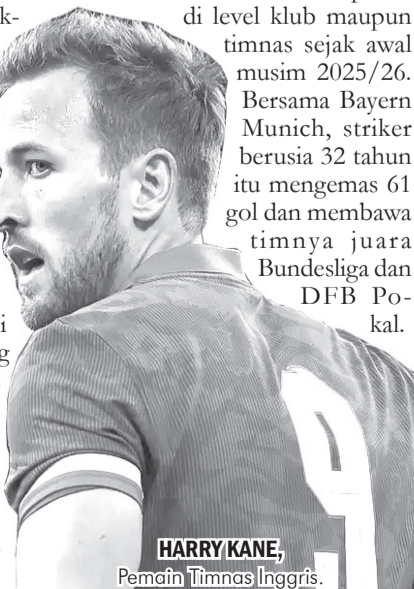 k-
di level klub maupun
timnas sejak awal
musim 2025/26.
Bersama Bayern
Munich, striker
berusia 32 tahun
itu mengemas 61
gol dan membawa
timnya juara
Bundesliga dan
DFB Po-
kal.
i
g
9
HARRY KANE,
Pemain Timnas Inggris.